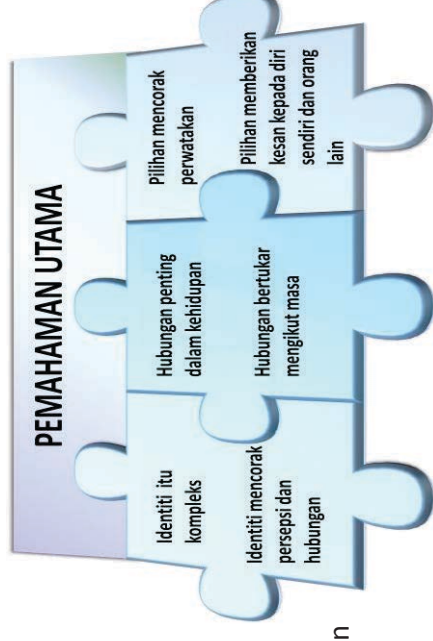 PEMAHAMAN UTAMA
Identiti itu
kompleks
Identiti mencorak
persepsi dan
hubungan
Hubungan penting
dalam kehidupan
Hubungan bertukar
mengikut masa
Pilihan mencorak
perwatakan
Pilihan memberikan
kesan kepada diri
sendiri dan orang
lain
n